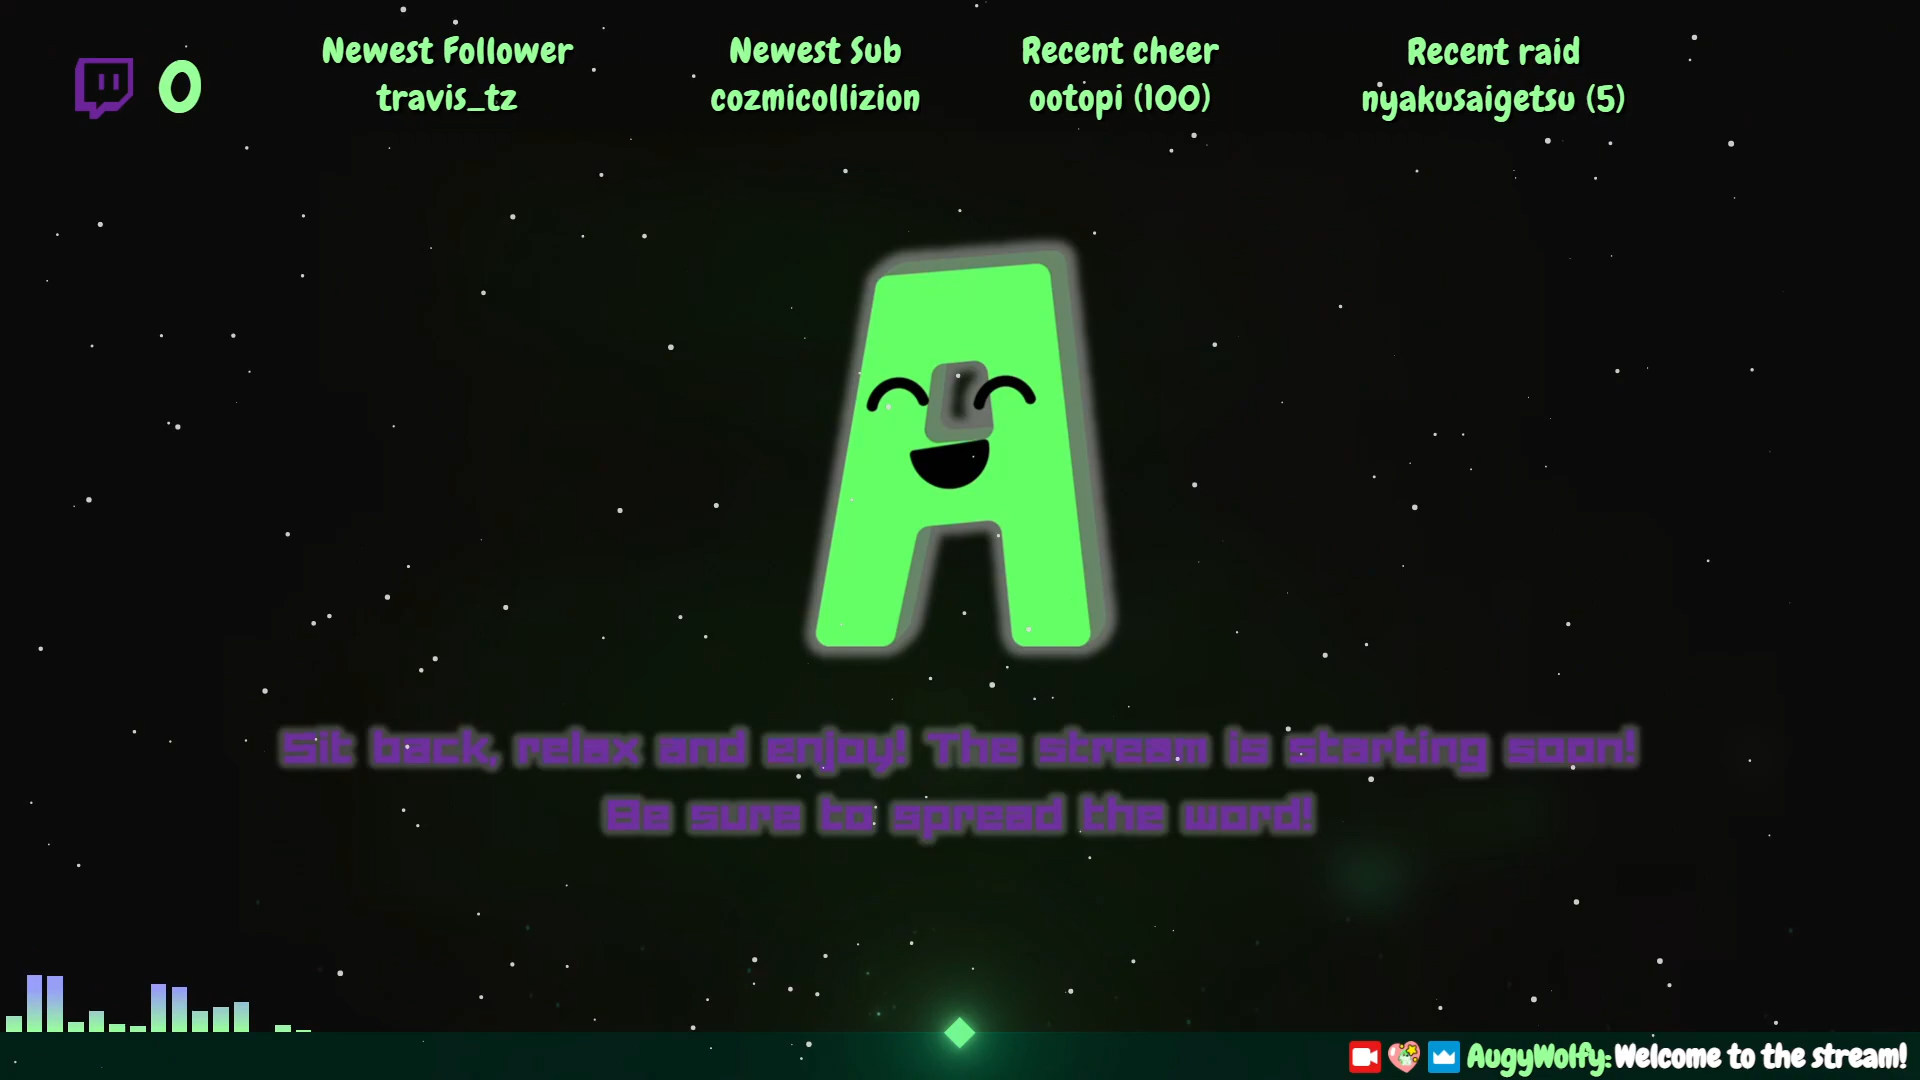 0
Newest Follower
travis_tz
Newest Sub
cozmicollizion
Recent cheer
ootopi (100)
Recent raid
nyakusaigetsu (5)
A
Sit back, relax and enjoy! The stream is starting soon!
Be sure to spread the word!
AugyWolfy: Welcome to the stream!